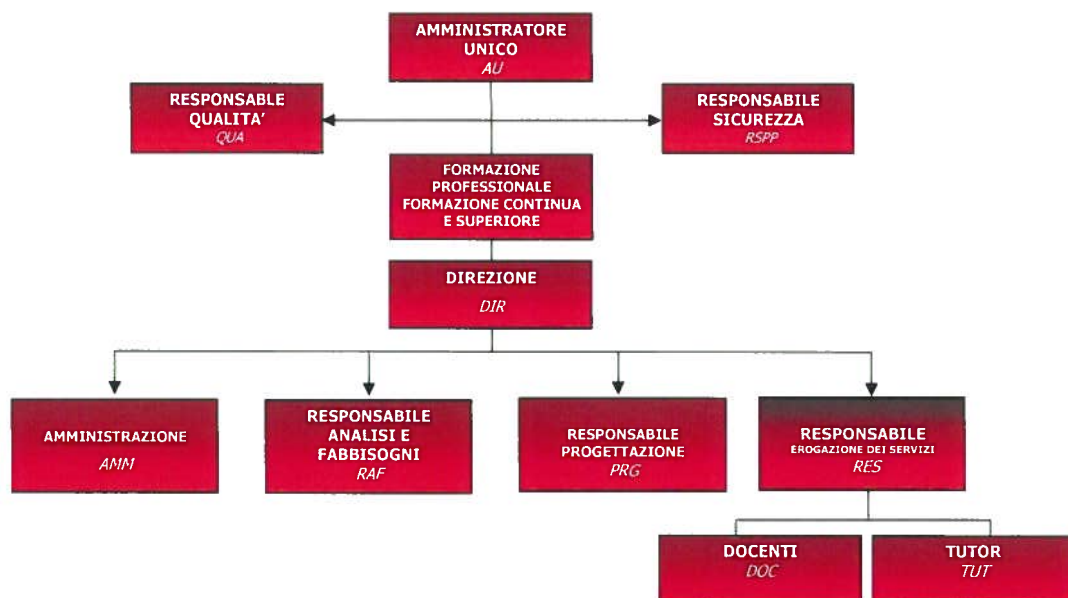 AMMINISTRATORE
UNICO
AU
RESPONSABLE
QUALITA'
QUA
RESPONSABILE
SICUREZZA
RSPP
FORMAZIONE
PROFESSIONALE
FORMAZIONE CONTINUA
E SUPERIORE
DIREZIONE
DIR
AMMINISTRAZIONE
AMM
RESPONSABILE
ANALISI E
FABBISOGNI
RAF
RESPONSABILE
PROGETTAZIONE
PRG
RESPONSABILE
EROGAZIONE DEI SERVIZI
RES
DOCENTI
DOC
TUTOR
TUT